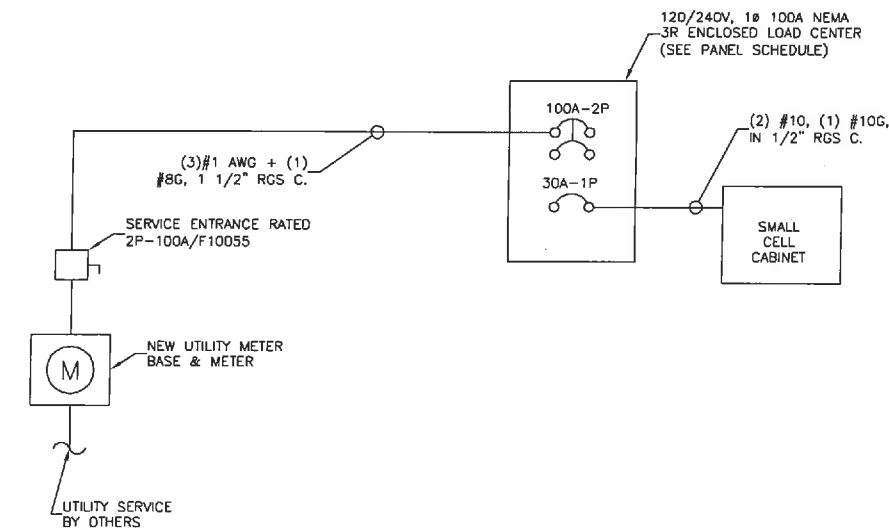 120/240V, 1ø 100A NEMA
3R ENCLOSED LOAD CENTER
(SEE PANEL SCHEDULE)
100A-2P
(2) #10, (1) #10G,
IN 1/2" RGS C.
(3)#1 AWG + (1)
#8G, 1 1/2" RGS C.
30A-1P
SMALL
CELL
CABINET
SERVICE ENTRANCE RATED
2P-100A/F10055
NEW UTILITY METER
BASE & METER
M
UTILITY SERVICE
BY OTHERS